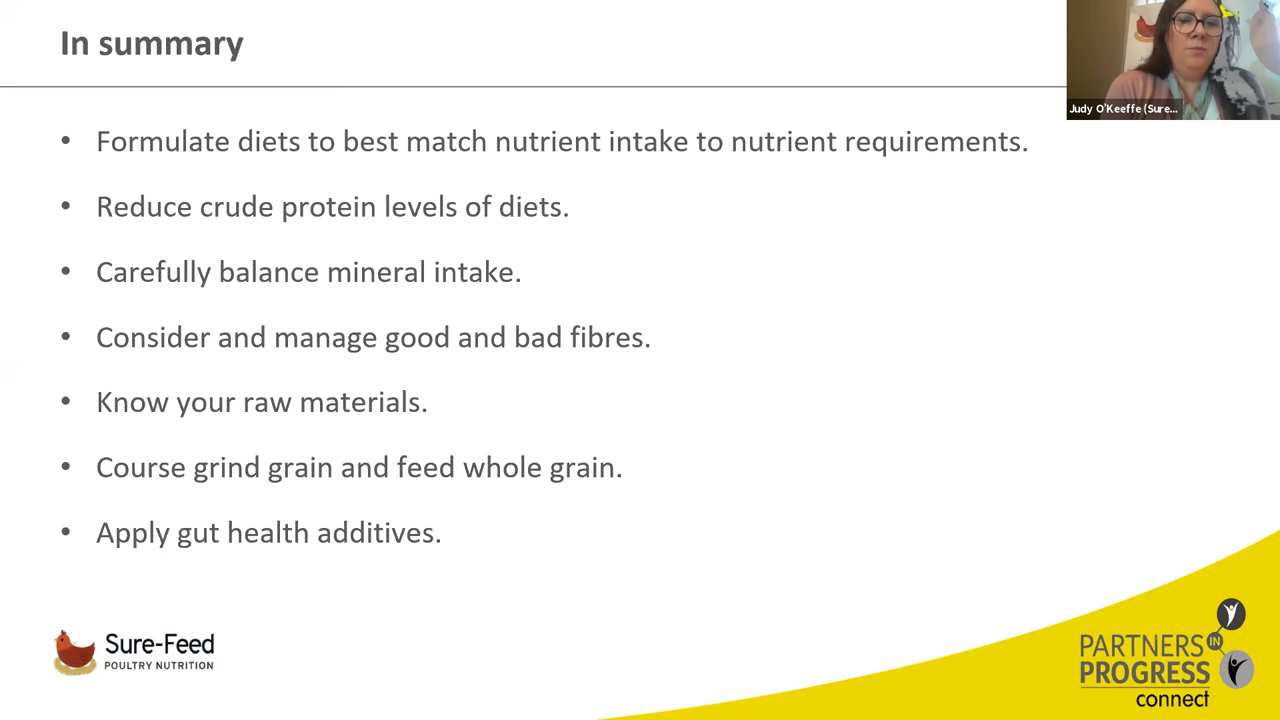 In summary
Judy O'Keeffe (Sure...
• Formulate diets to best match nutrient intake to nutrient requirements.
• Reduce crude protein levels of diets.
• Carefully balance mineral intake.
• Consider and manage good and bad fibres.
• Know your raw materials.
• Course grind grain and feed whole grain.
• Apply gut health additives.
Sure-Feed
POULTRY NUTRITION
PARTNERS IN
PROGRESS
connect